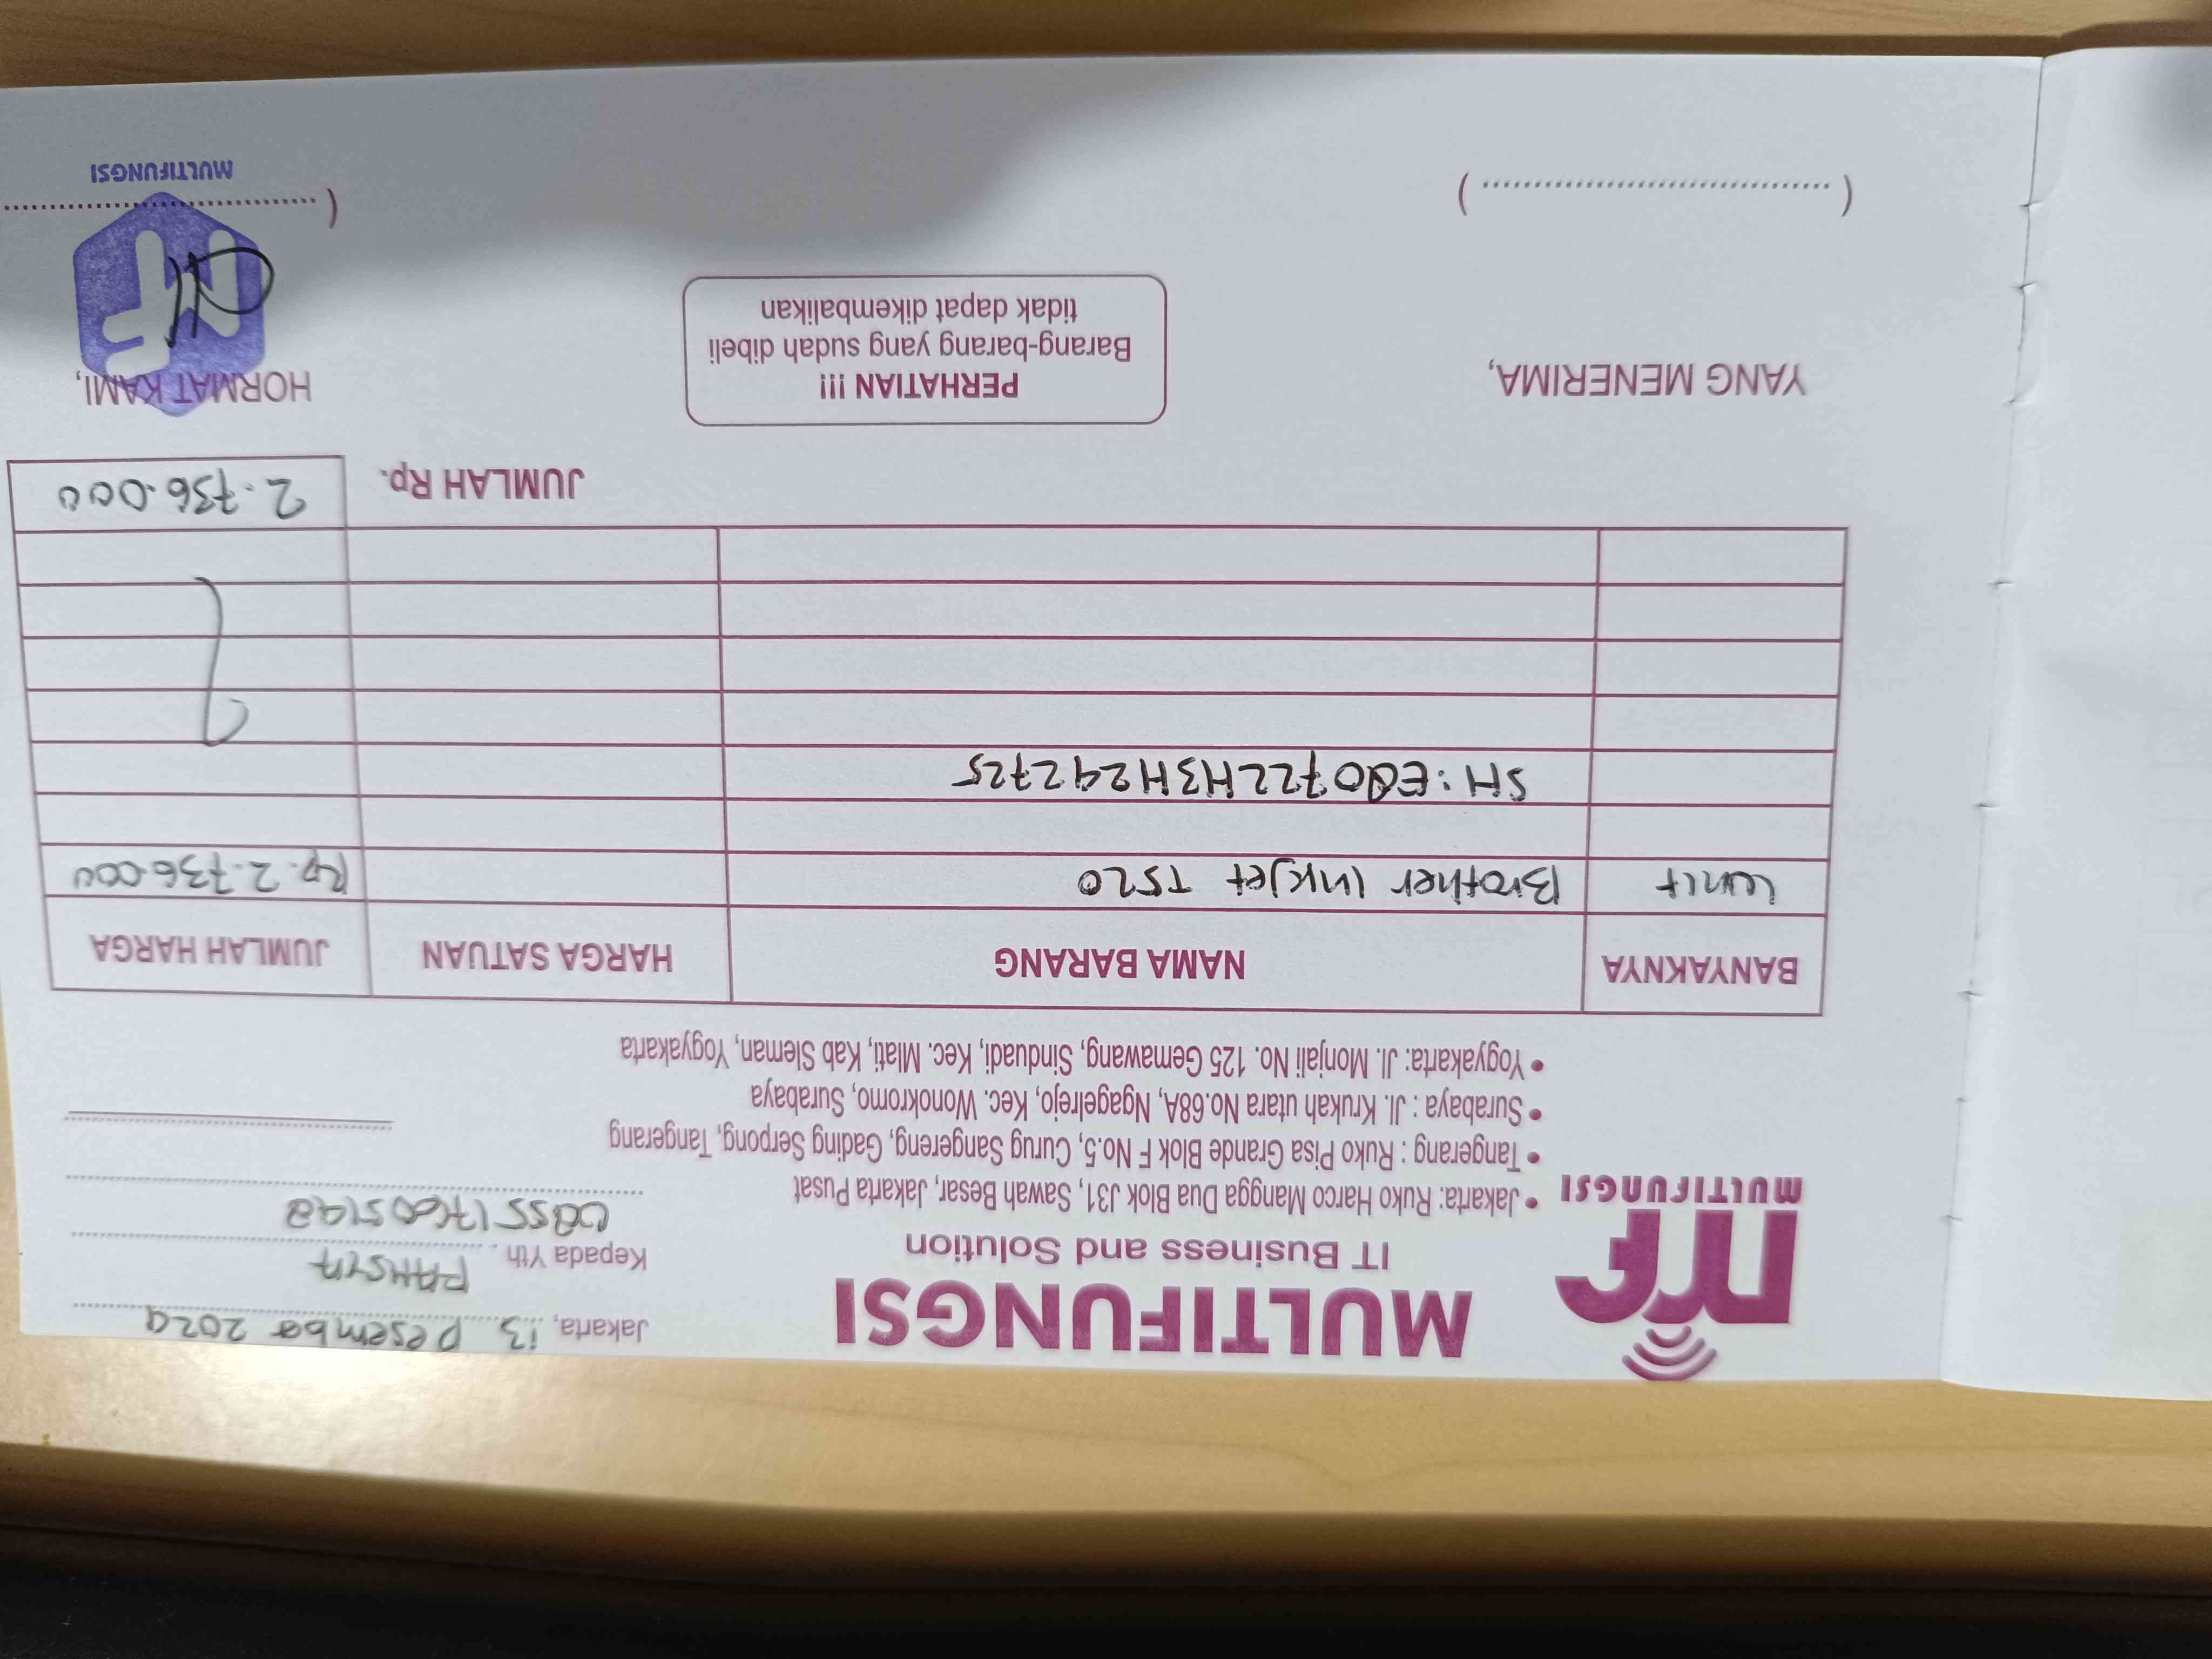 MULTIFUNGSI
IT Business and Solution
MULTIFUNGSI
• Jakarta: Ruko Harco Mangga Dua Blok J31, Sawah Besar, Jakarta Pusat
• Tangerang : Ruko Pisa Grande Blok F No.5, Curug Sangereng, Gading Serpong, Tangerang
• Surabaya : Jl. Krukah utara No.68A, Ngagelrejo, Kec. Wonokromo, Surabaya
• Yogyakarta: Jl. Monjali No. 125 Gemawang, Sinduadi, Kec. Mlati, Kab Sleman, Yogyakarta
Jakarta, 13 Desember 2024
Kepada Yth.
BANYAKNYA NAMA BARANG HARGA SATUAN JUMLAH HARGA
1 unit Brother Inkjet T520 Rp. 2.736.000
JUMLAH Rp. 2.736.000
YANG MENERIMA,
PERHATIAN !!!
Barang-barang yang sudah dibeli
tidak dapat dikembalikan
HORMAT KAMI,
MULTIFUNGSI